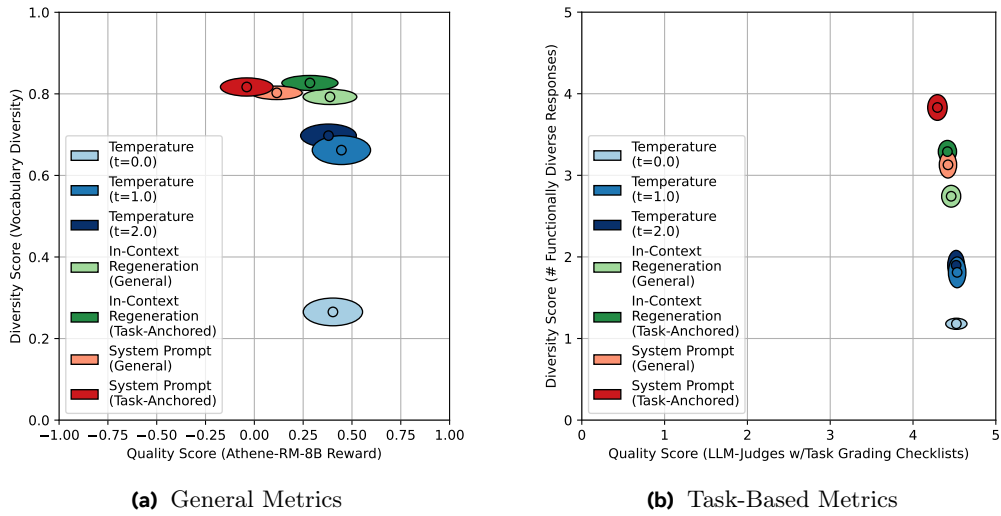 1.0
0.8
0.6
0.4
0.2
0.0
Diversity Score (Vocabulary Diversity)
Temperature
(t=0.0)
Temperature
(t=1.0)
Temperature
(t=2.0)
In-Context
Regeneration
(General)
In-Context
Regeneration
(Task-Anchored)
System Prompt
(General)
System Prompt
(Task-Anchored)
−1.00 −0.75 −0.50 −0.25 0.00 0.25 0.50 0.75 1.00
Quality Score (Athene-RM-8B Reward)
(a) General Metrics
5
4
3
2
1
0
Diversity Score (# Functionally Diverse Responses)
Temperature
(t=0.0)
Temperature
(t=1.0)
Temperature
(t=2.0)
In-Context
Regeneration
(General)
In-Context
Regeneration
(Task-Anchored)
System Prompt
(General)
System Prompt
(Task-Anchored)
0 1 2 3 4 5
Quality Score (LLM-Judges w/Task Grading Checklists)
(b) Task-Based Metrics